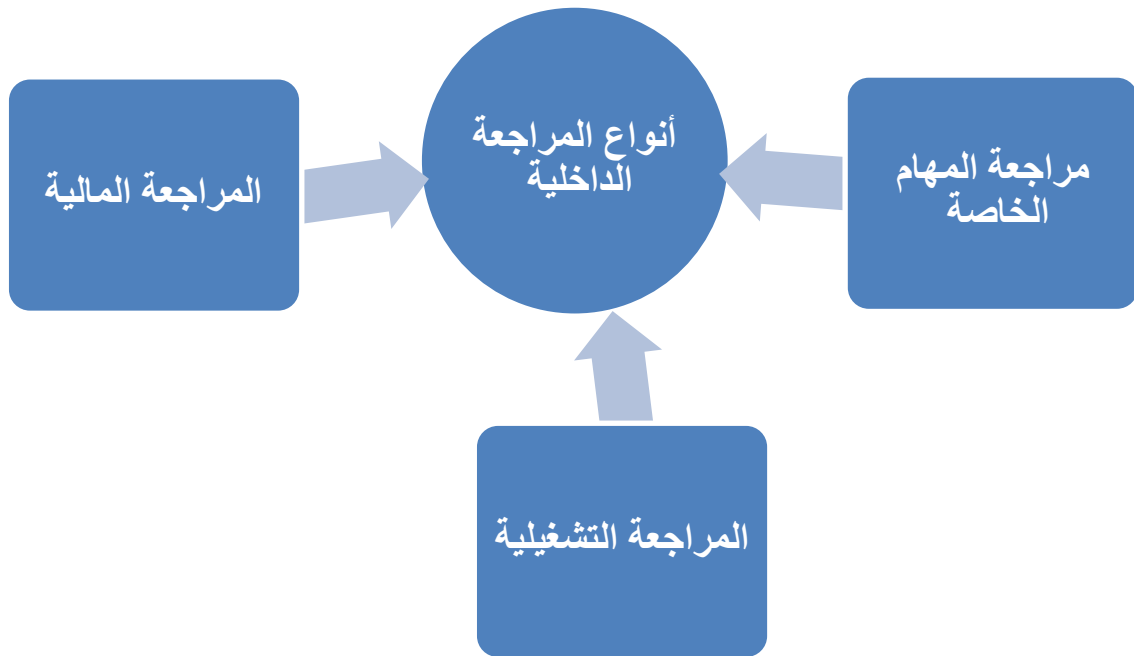 أنواع المراجعة
الداخلية
مراجعة المهام
الخاصة
المراجعة المالية
المراجعة التشغيلية